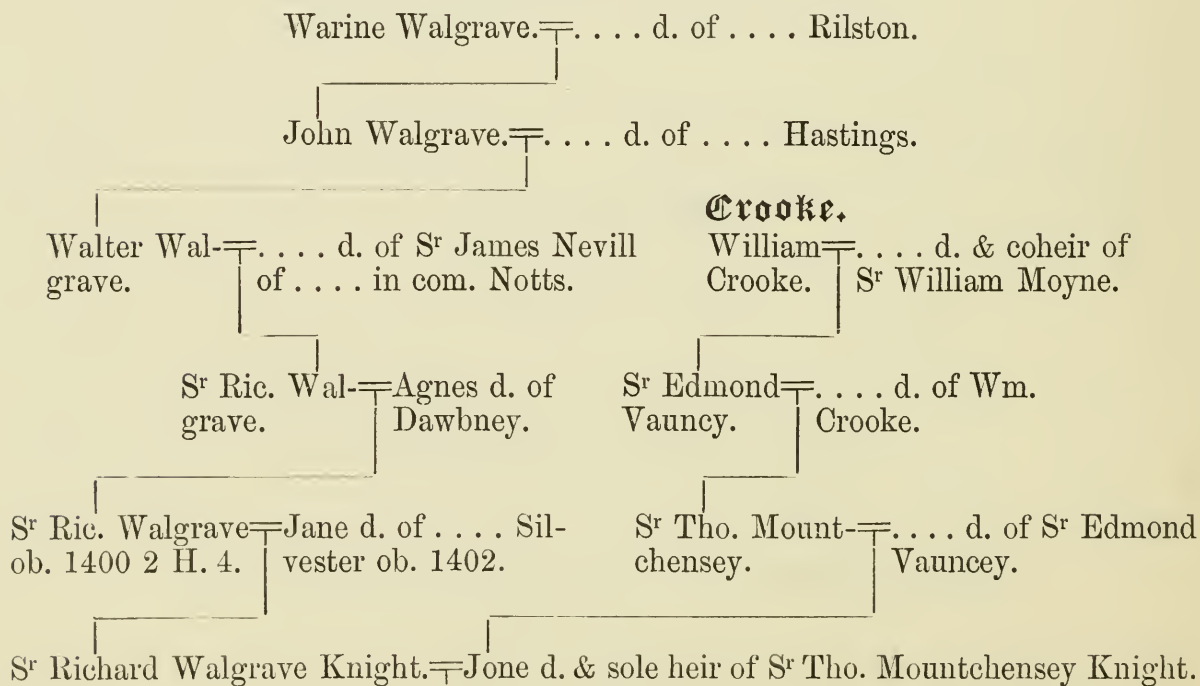 Warine Walgrave.=. . . . d. of . . . . Rilston.
John Walgrave.=. . . . d. of . . . . Hastings.
Crooke.
Walter Wal-=. . . . d. of Sʳ James Nevill
grave. of . . . . in com. Notts.
William=. . . . d. & coheir of
Crooke. Sʳ William Moyne.
Sʳ Ric. Wal-=Agnes d. of
grave. Dawbney.
Sʳ Edmond=. . . . d. of Wm.
Vauncy. Crooke.
Sʳ Ric. Walgrave=Jane d. of . . . . Sil-
ob. 1400 2 H. 4. vester ob. 1402.
Sʳ Tho. Mount-=. . . . d. of Sʳ Edmond
chensey. Vauncey.
Sʳ Richard Walgrave Knight.=Jone d. & sole heir of Sʳ Tho. Mountchensey Knight.